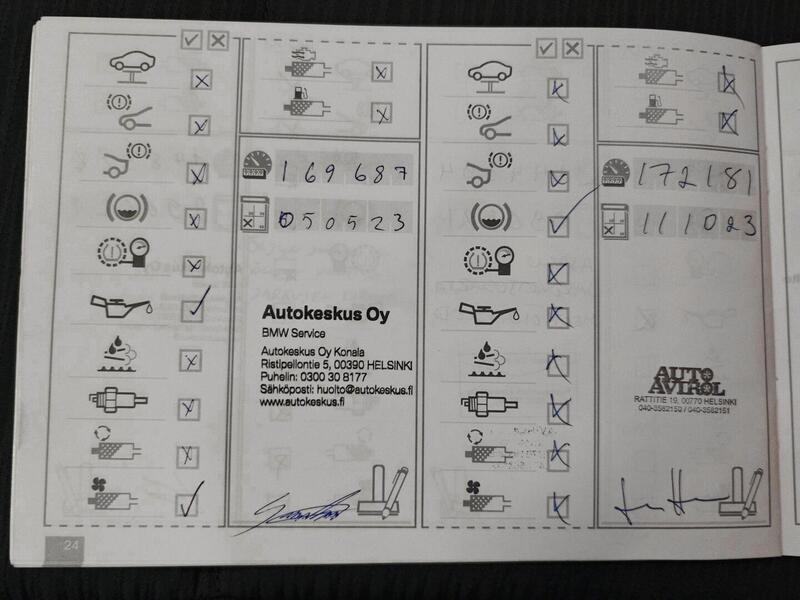 169687
050523
Autokeskus Oy
BMW Service
Autokeskus Oy Konala
Ristipellontie 5, 00390 HELSINKI
Puhelin: 0300 30 8177
Sähköposti: huolto@autokeskus.fi
www.autokeskus.fi
24
172181
111023
AUTO
AVIROL
RATTITIE 19, 00770 HELSINKI
040-3582150 / 040-3582151